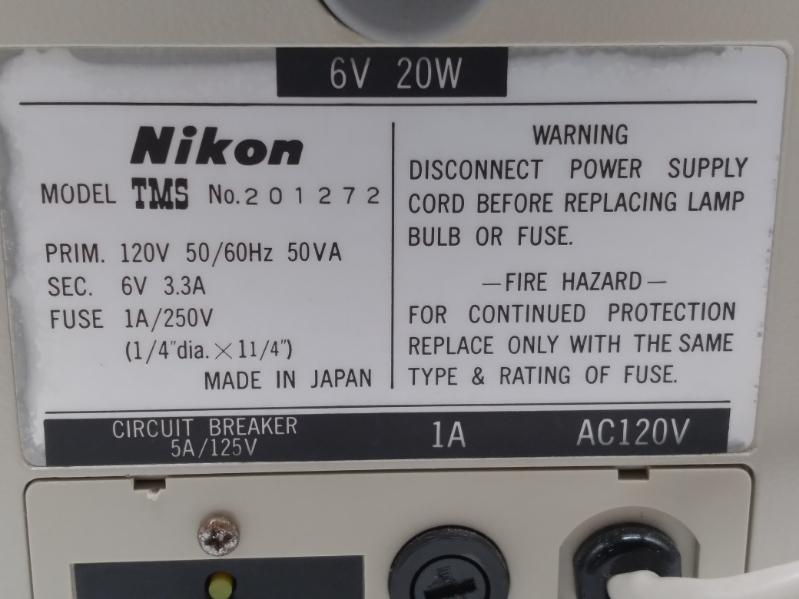 6V 20W
Nikon
MODEL TMS No. 201272
PRIM. 120V 50/60Hz 50VA
SEC. 6V 3.3A
FUSE 1A/250V
(1/4"dia.×11/4")
MADE IN JAPAN
WARNING
DISCONNECT POWER SUPPLY
CORD BEFORE REPLACING LAMP
BULB OR FUSE.
—FIRE HAZARD—
FOR CONTINUED PROTECTION
REPLACE ONLY WITH THE SAME
TYPE & RATING OF FUSE.
CIRCUIT BREAKER
5A/125V
1A
AC120V